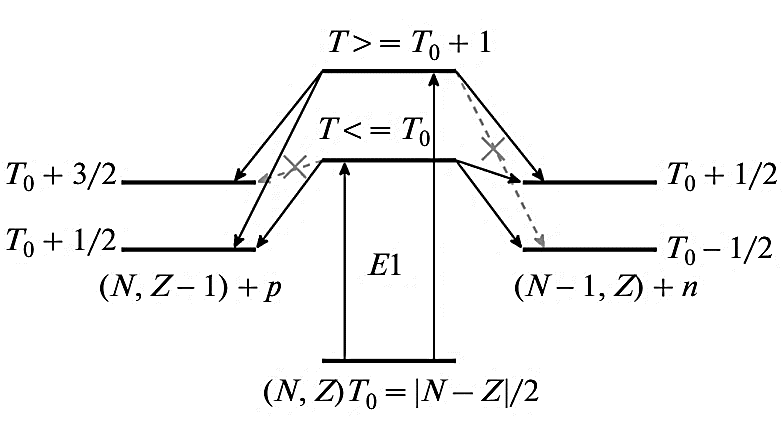 T > = T₀ + 1
T < = T₀
T₀ + 3/2
T₀ + 1/2
T₀ + 1/2
T₀ − 1/2
E1
(N, Z − 1) + p
(N − 1, Z) + n
(N, Z)T₀ = |N − Z|/2